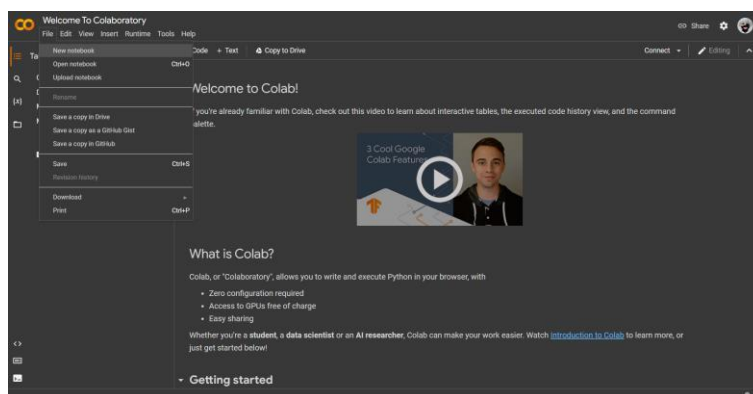 Welcome To Colaboratory
File Edit View Insert Runtime Tools Help
Share
Code + Text Copy to Drive
Connect
Editing
New notebook
Open notebook Ctrl+O
Upload notebook
Rename
Save a copy in Drive
Save a copy as a GitHub Gist
Save a copy in GitHub
Save Ctrl+S
Revision history
Download
Print Ctrl+P
Welcome to Colab!
you're already familiar with Colab, check out this video to learn about interactive tables, the executed code history view, and the command
3 Cool Google
Colab Features
What is Colab?
Colab, or "Colaboratory", allows you to write and execute Python in your browser, with
• Zero configuration required
• Access to GPUs free of charge
• Easy sharing
Whether you're a student, a data scientist or an AI researcher, Colab can make your work easier. Watch Introduction to Colab to learn more, or
just get started below!
Getting started